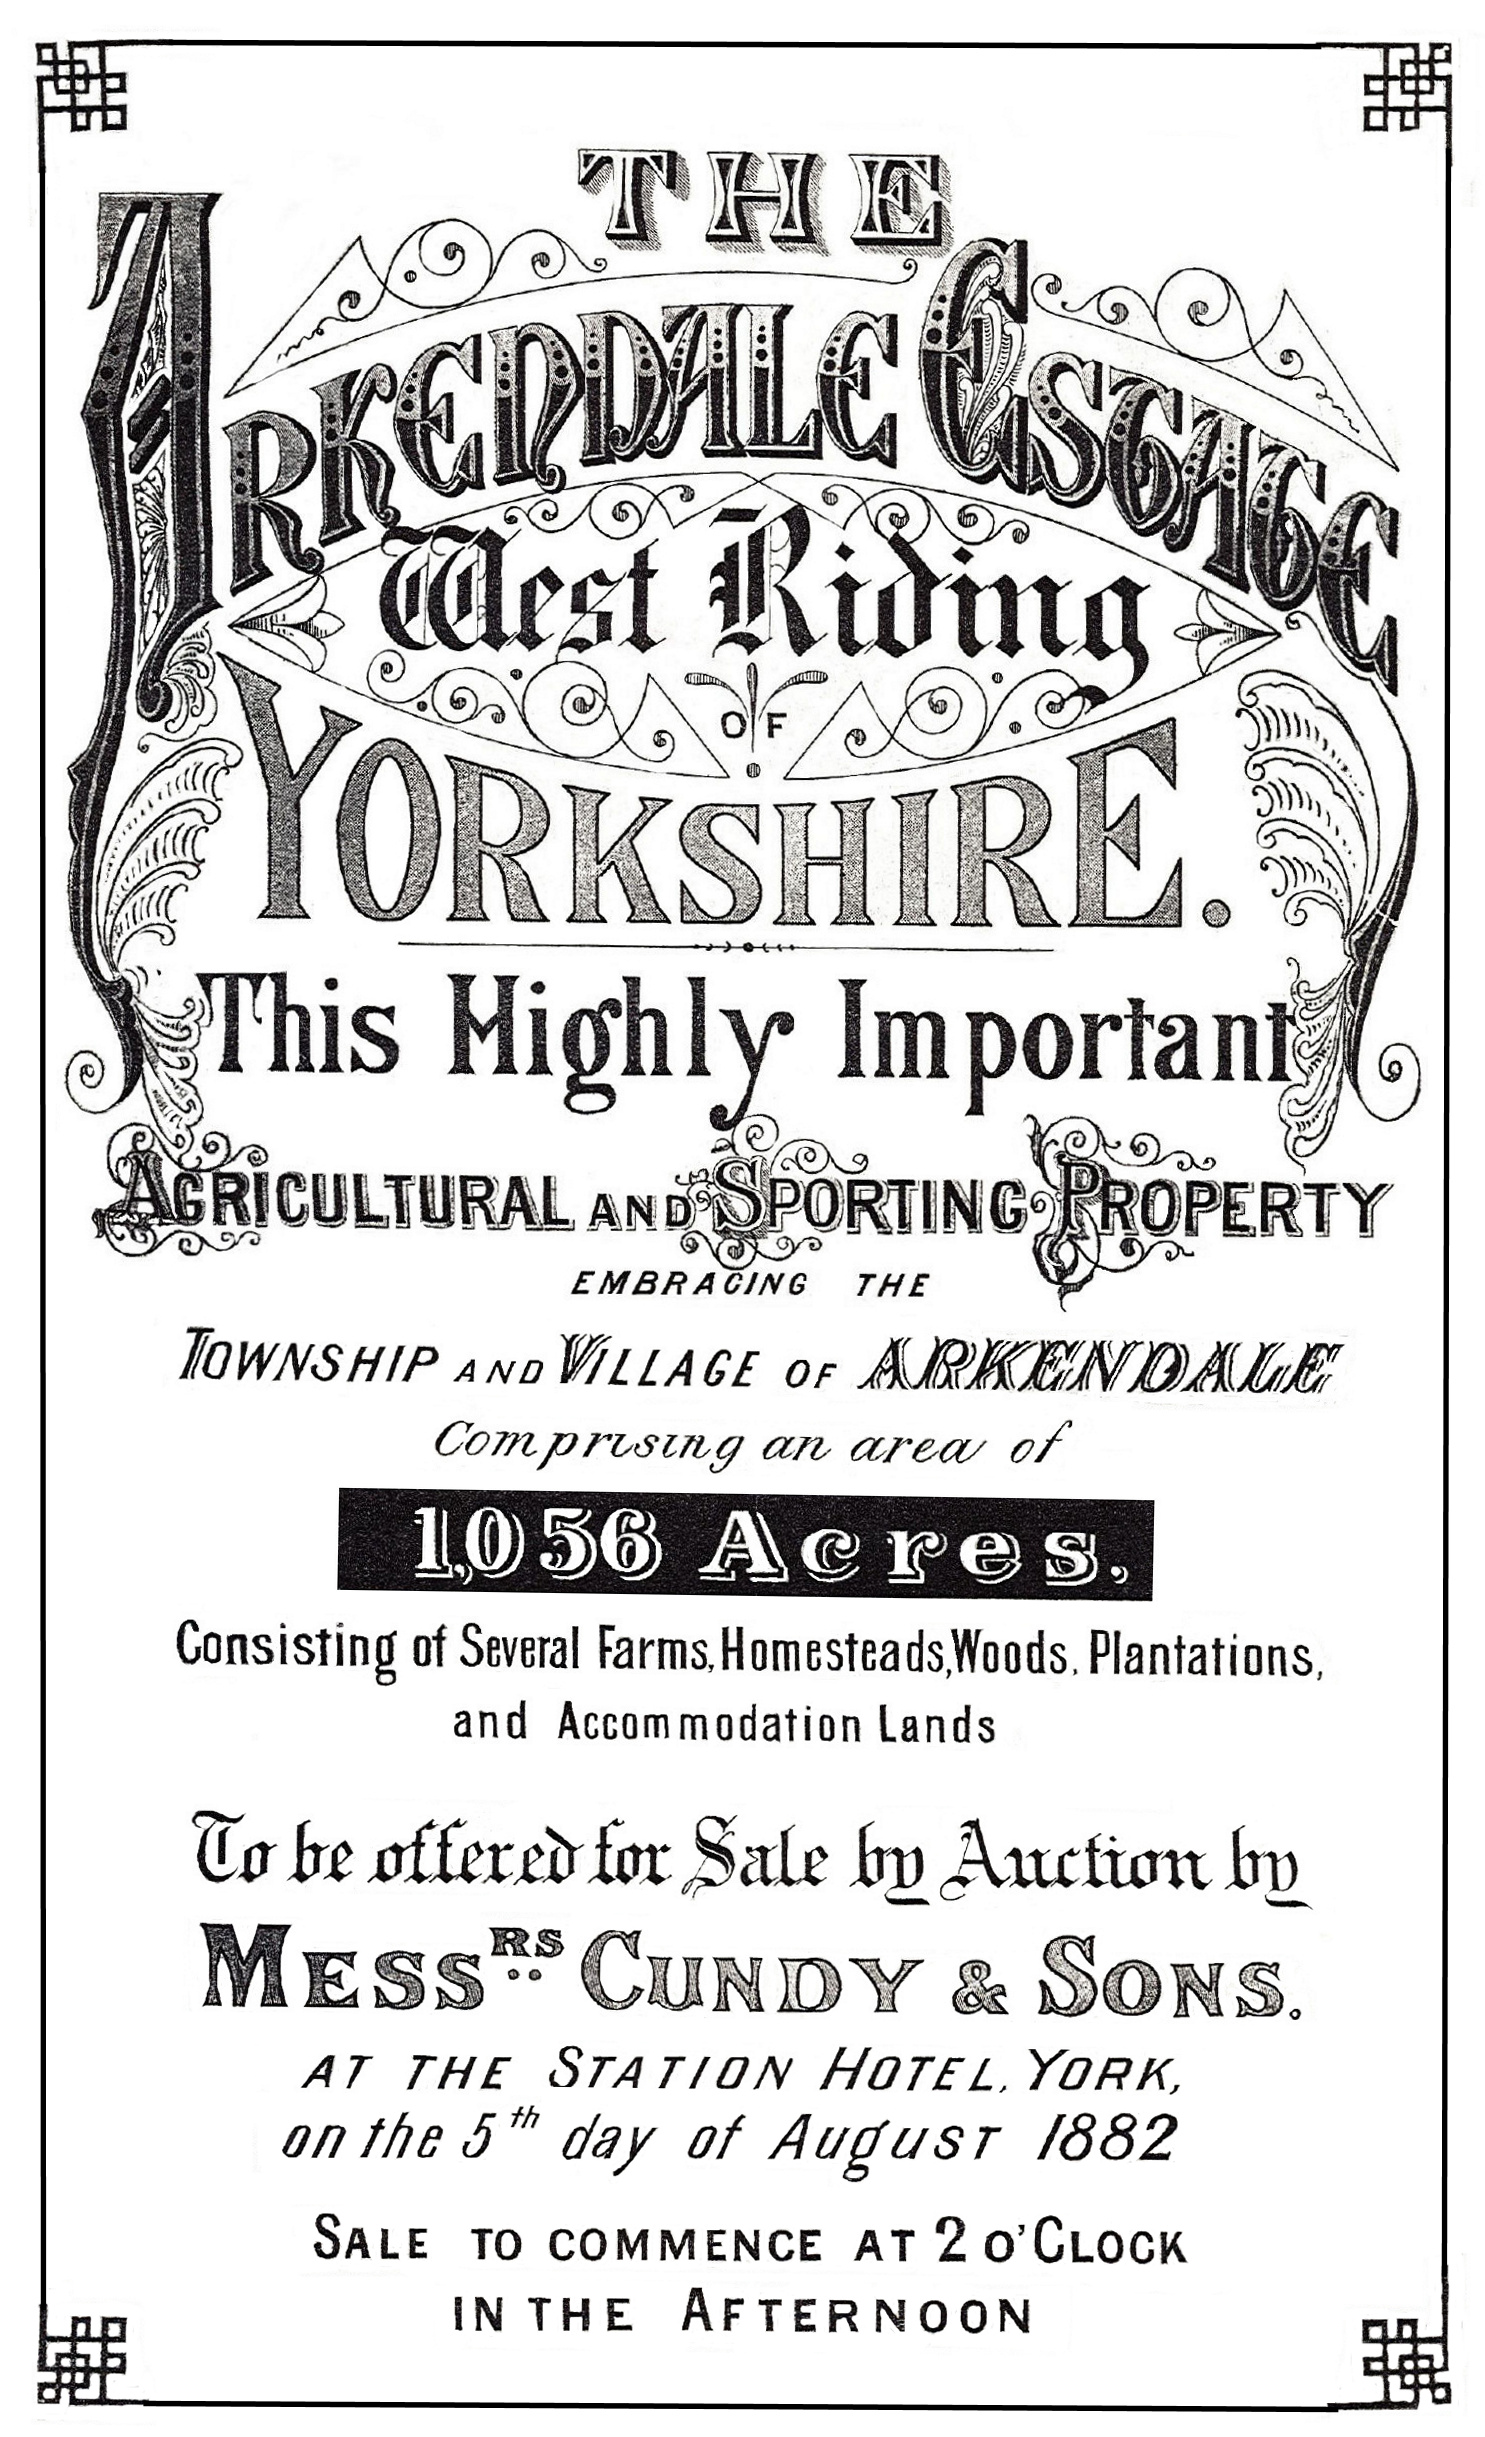 THE
ARKENDALE ESTATE
West Riding
OF
YORKSHIRE.
This Highly Important
AGRICULTURAL AND SPORTING PROPERTY
EMBRACING THE
TOWNSHIP AND VILLAGE OF ARKENDALE
Comprising an area of
1,056 Acres.
Consisting of Several Farms, Homesteads, Woods, Plantations,
and Accommodation Lands
To be offered for Sale by Auction by
MESSRS CUNDY & SONS.
AT THE STATION HOTEL, YORK,
on the 5th day of AuguST 1882
SALE TO COMMENCE AT 2 O'CLOCK
IN THE AFTERNOON